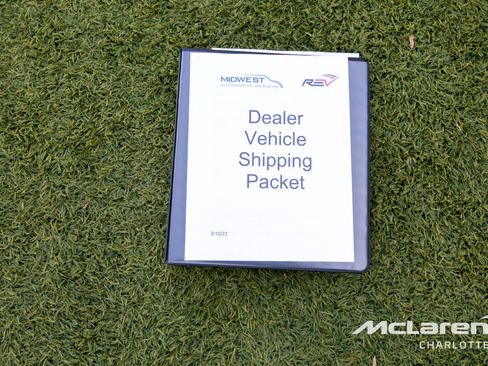 MIDWEST
AUTOMOTIVE DESIGNS
REV
Dealer
Vehicle
Shipping
Packet
2/10/23
McLaren
CHARLOTTE